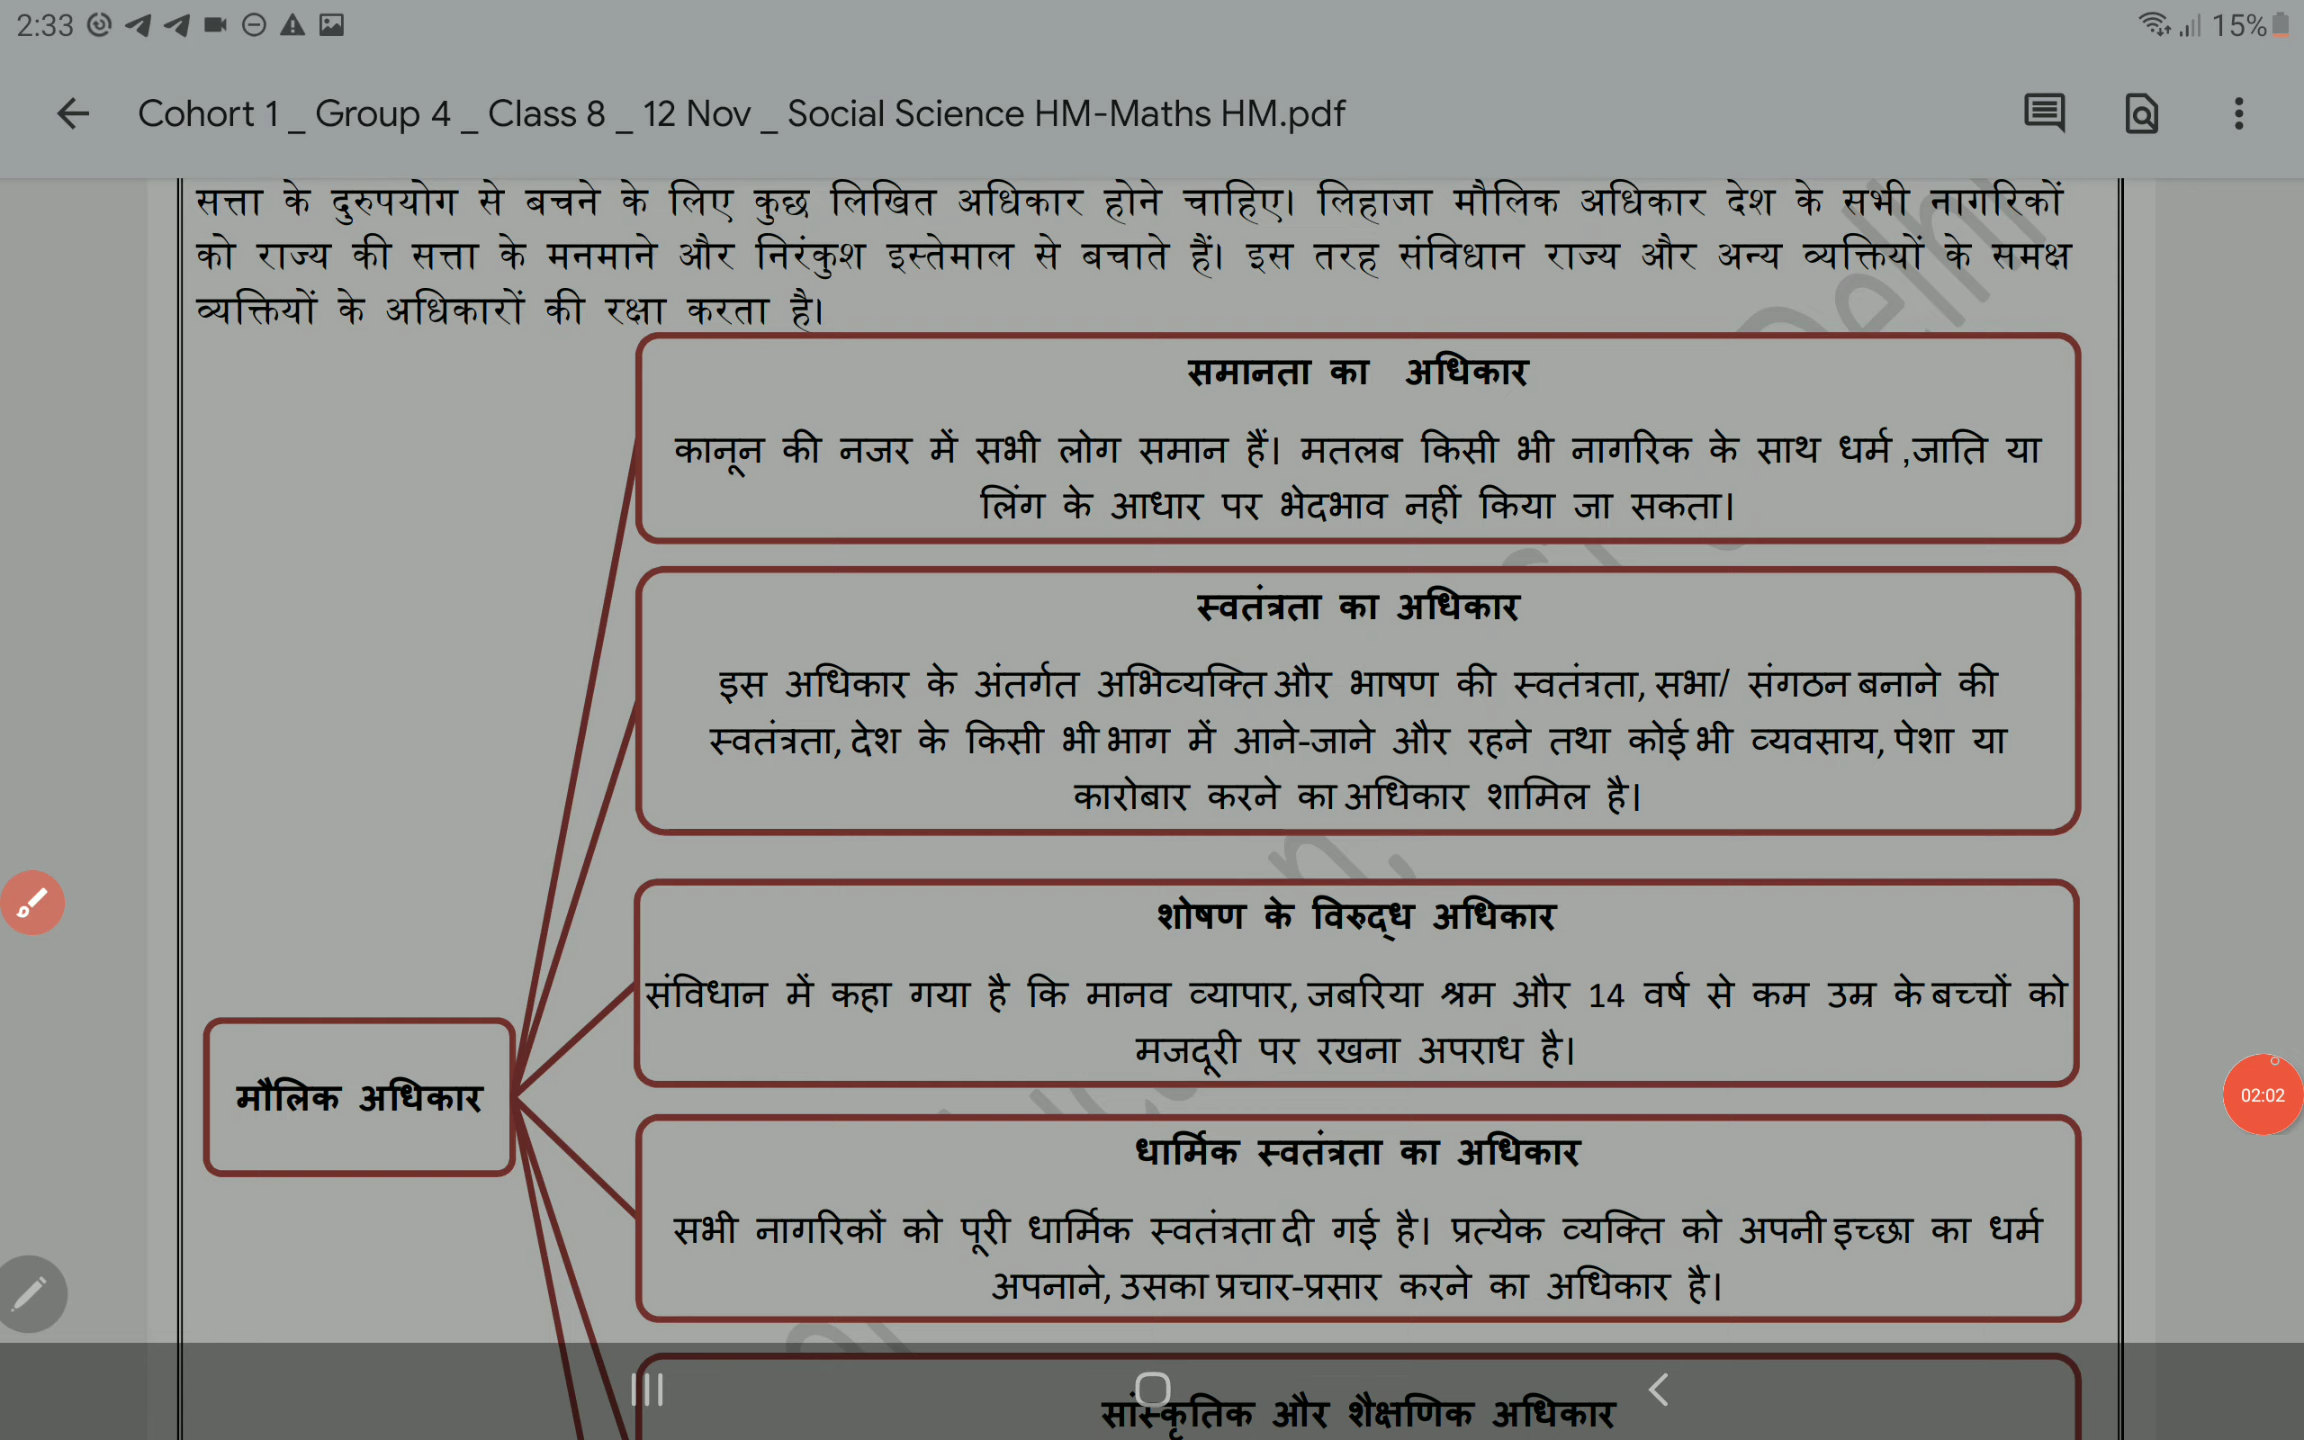 2:33
15%
Cohort 1 _ Group 4 _ Class 8 _ 12 Nov _ Social Science HM-Maths HM.pdf
सत्ता के दुरुपयोग से बचने के लिए कुछ लिखित अधिकार होने चाहिए। लिहाजा मौलिक अधिकार देश के सभी नागरिकों
को राज्य की सत्ता के मनमाने और निरंकुश इस्तेमाल से बचाते हैं। इस तरह संविधान राज्य और अन्य व्यक्तियों के समक्ष
व्यक्तियों के अधिकारों की रक्षा करता है।
समानता का अधिकार
कानून की नजर में सभी लोग समान हैं। मतलब किसी भी नागरिक के साथ धर्म ,जाति या
लिंग के आधार पर भेदभाव नहीं किया जा सकता।
स्वतंत्रता का अधिकार
इस अधिकार के अंतर्गत अभिव्यक्ति और भाषण की स्वतंत्रता, सभा/ संगठन बनाने की
स्वतंत्रता, देश के किसी भी भाग में आने-जाने और रहने तथा कोई भी व्यवसाय, पेशा या
कारोबार करने का अधिकार शामिल है।
शोषण के विरुद्ध अधिकार
संविधान में कहा गया है कि मानव व्यापार, जबरिया श्रम और 14 वर्ष से कम उम्र के बच्चों को
मजदूरी पर रखना अपराध है।
मौलिक अधिकार
02:02
धार्मिक स्वतंत्रता का अधिकार
सभी नागरिकों को पूरी धार्मिक स्वतंत्रता दी गई है। प्रत्येक व्यक्ति को अपनी इच्छा का धर्म
अपनाने, उसका प्रचार-प्रसार करने का अधिकार है।
सांस्कृतिक और शैक्षणिक अधिकार